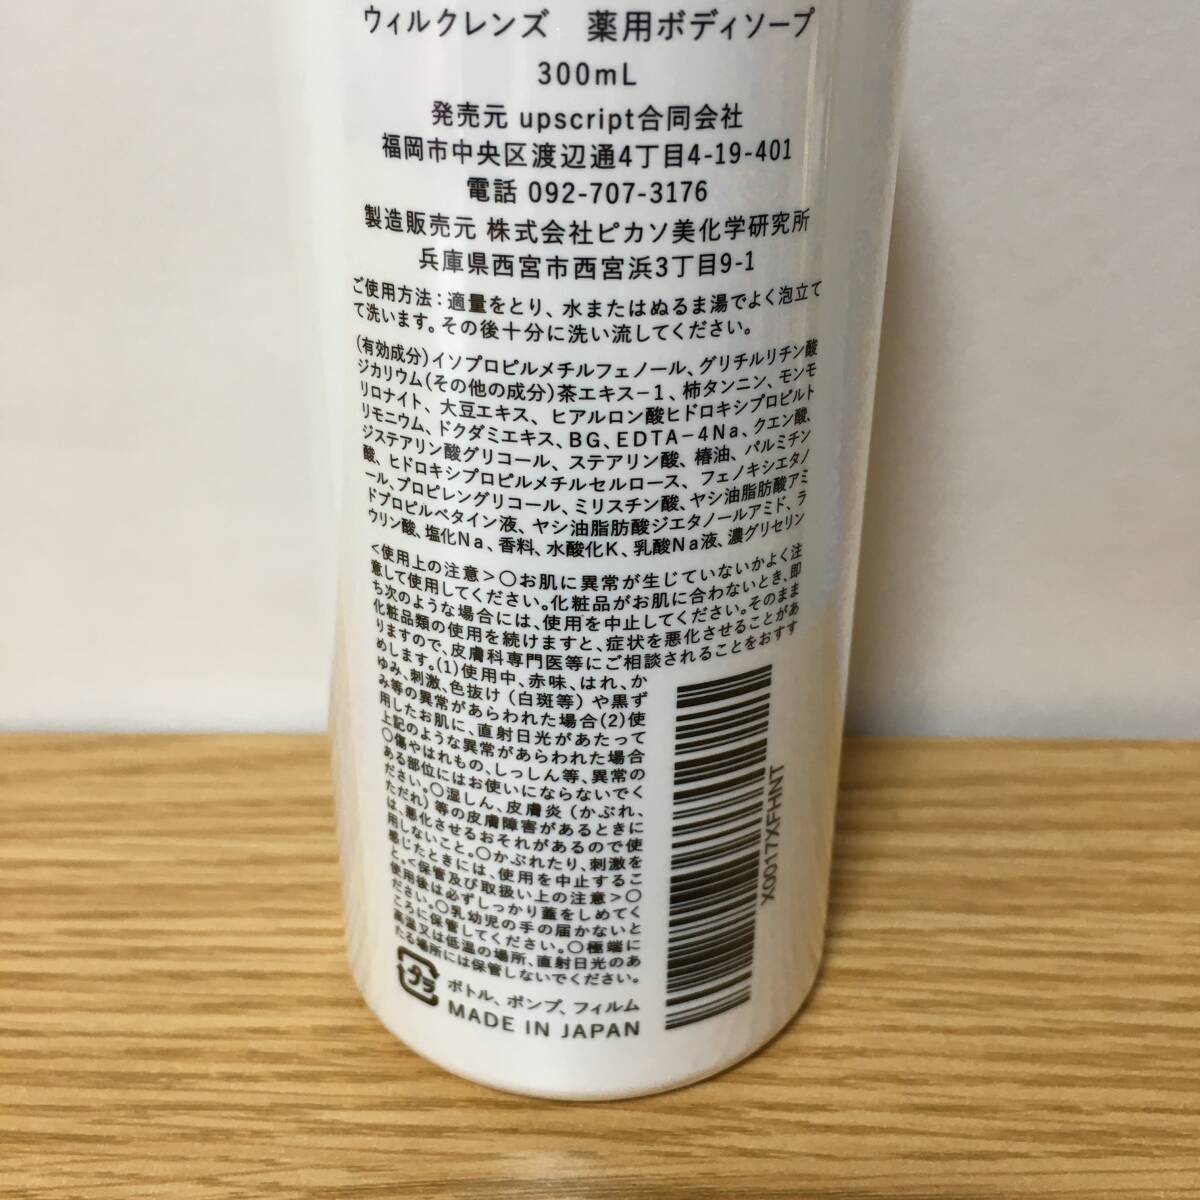 ウィルクレンズ　薬用ボディソープ
300mL
発売元 upscript合同会社
福岡市中央区渡辺通4丁目4-19-401
電話 092-707-3176
製造販売元 株式会社ピカソ美化学研究所
兵庫県西宮市西宮浜3丁目9-1
ご使用方法：適量をとり、水またはぬるま湯でよく泡立て
て洗います。その後十分に洗い流してください。
(有効成分)イソプロピルメチルフェノール、グリチルリチン酸
ジカリウム(その他の成分)茶エキス-1、柿タンニン、モンモ
リロナイト、大豆エキス、ヒアルロン酸ヒドロキシプロピルト
リモニウム、ドクダミエキス、BG、EDTA-4Na、クエン酸、
ジステアリン酸グリコール、ステアリン酸、椿油、パルミチン
酸、ヒドロキシプロピルメチルセルロース、フェノキシエタノ
ール、プロピレングリコール、ミリスチン酸、ヤシ油脂肪酸アミ
ドプロピルベタイン液、ヤシ油脂肪酸ジエタノールアミド、ラ
ウリン酸、塩化Na、香料、水酸化K、乳酸Na液、濃グリセリン
<使用上の注意>○お肌に異常が生じていないかよく注
意して使用してください。化粧品がお肌に合わないとき、即
ち次のような場合には、使用を中止してください。そのまま
化粧品類の使用を続けますと、症状を悪化させることがあ
りますので、皮膚科専門医等にご相談されることをおすす
めします。(1)使用中、赤味、はれ、か
ゆみ、刺激、色抜け（白斑等）や黒ず
み等の異常があらわれた場合(2)使
用したお肌に、直射日光があたって
上記のような異常があらわれた場合
○傷やはれもの、しっしん等、異常の
ある部位にはお使いにならないでく
ださい。○湿しん、皮膚炎（かぶれ、
ただれ）等の皮膚障害があるときに
は、悪化させるおそれがあるので使
用しないこと。○かぶれたり、刺激を
感じたときには、使用を中止するこ
と。<保管及び取扱い上の注意>○
使用後は必ずしっかり蓋をしめてく
ださい。○乳幼児の手の届かないと
ころに保管してください。○極端に
高温又は低温の場所、直射日光のあ
たる場所には保管しないでください。
プラ ボトル、ポンプ、フィルム
MADE IN JAPAN
X0017XFHNT